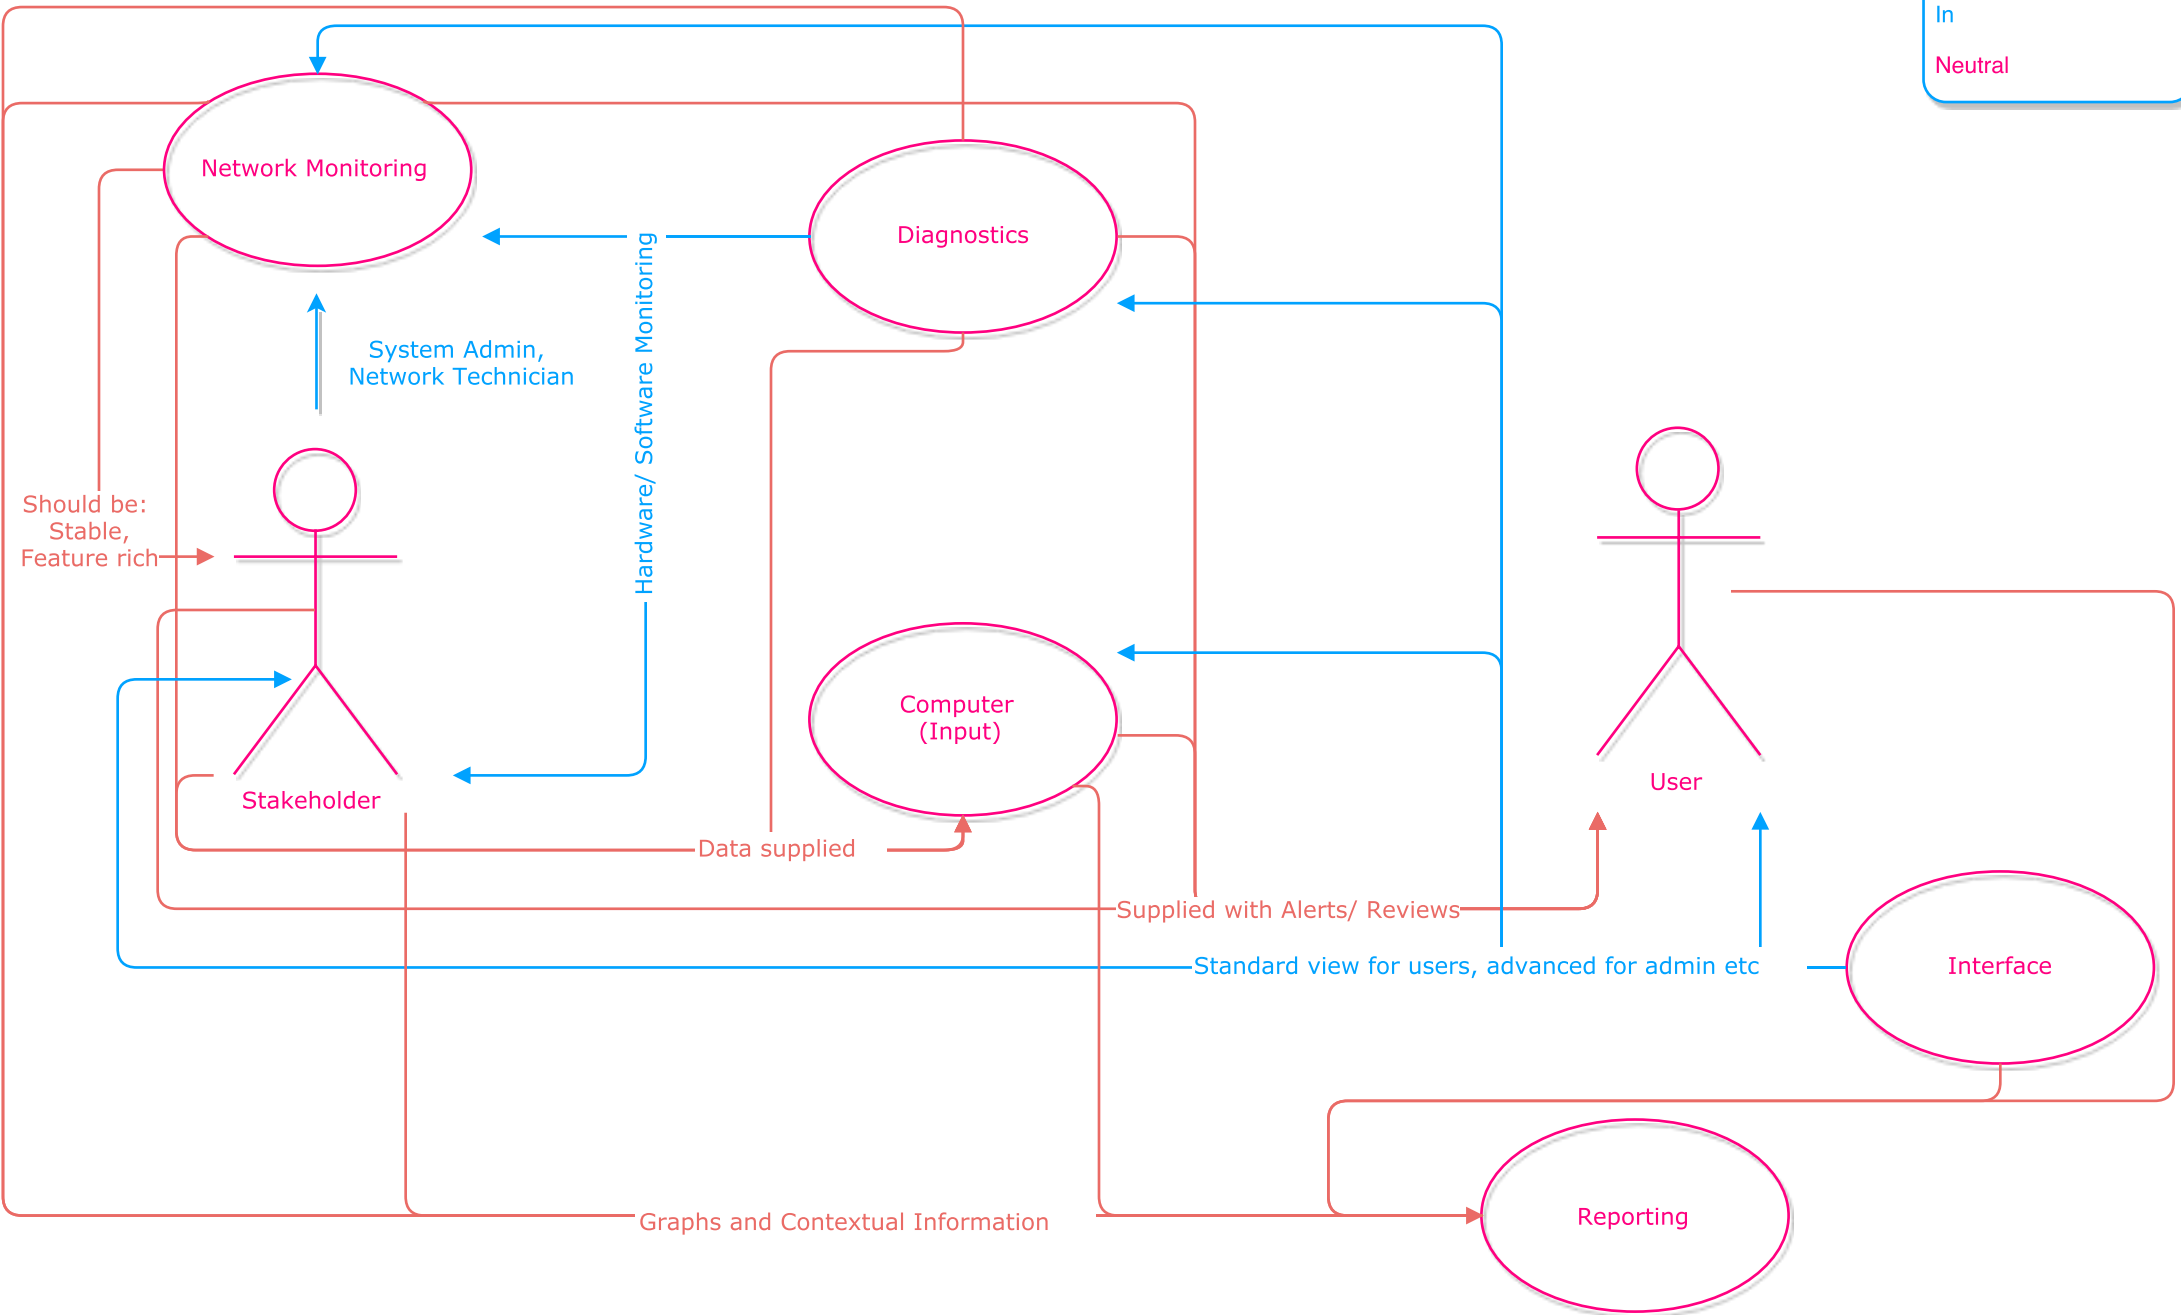 In
Neutral
Network Monitoring
Diagnostics
Hardware/ Software Monitoring
System Admin,
Network Technician
Should be:
Stable,
Feature rich
Computer
(Input)
User
Stakeholder
Data supplied
Supplied with Alerts/ Reviews
Standard view for users, advanced for admin etc
Interface
Graphs and Contextual Information
Reporting